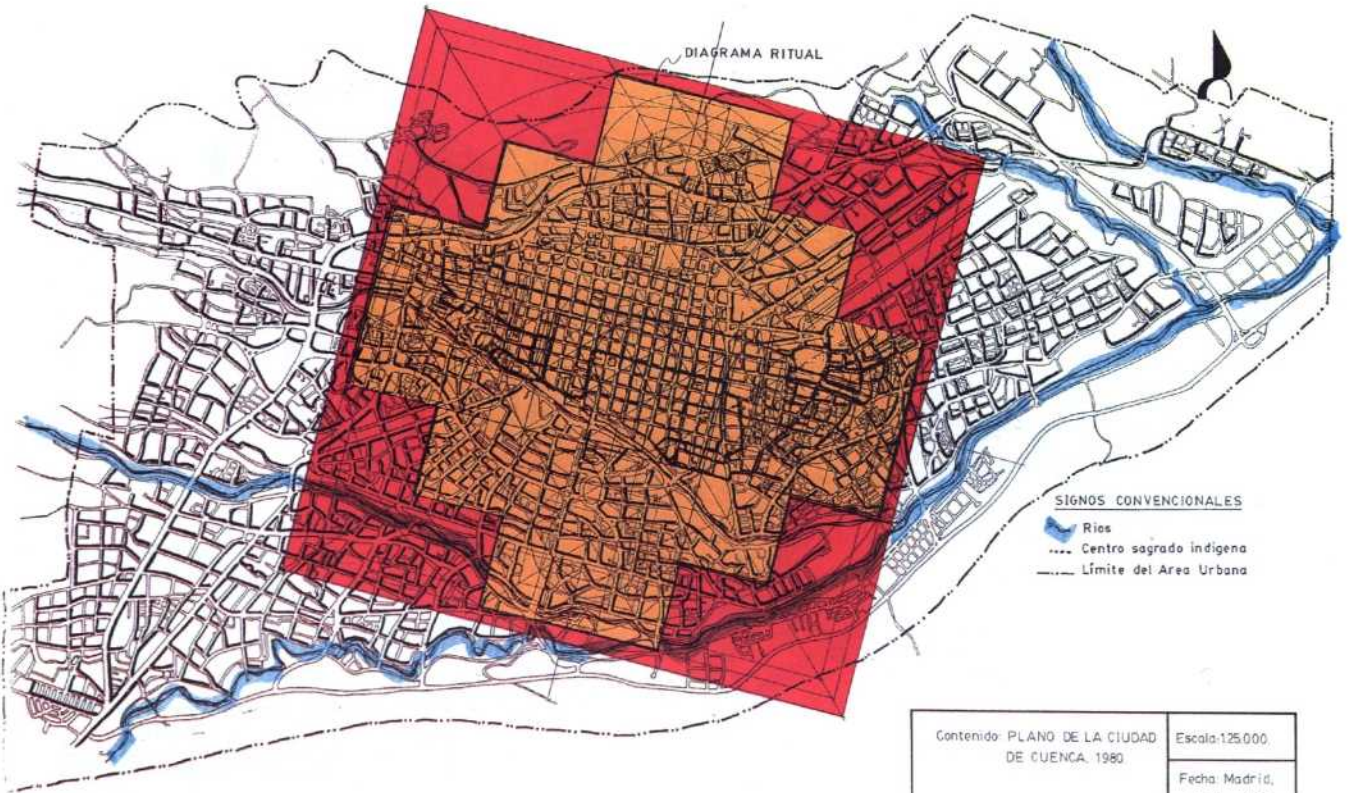 DIAGRAMA RITUAL
SIGNOS CONVENCIONALES
Rios
Centro sagrado indigena
Límite del Area Urbana
Contenido: PLANO DE LA CIUDAD
DE CUENCA. 1980
Escala:1:25.000.
Fecha: Madrid,